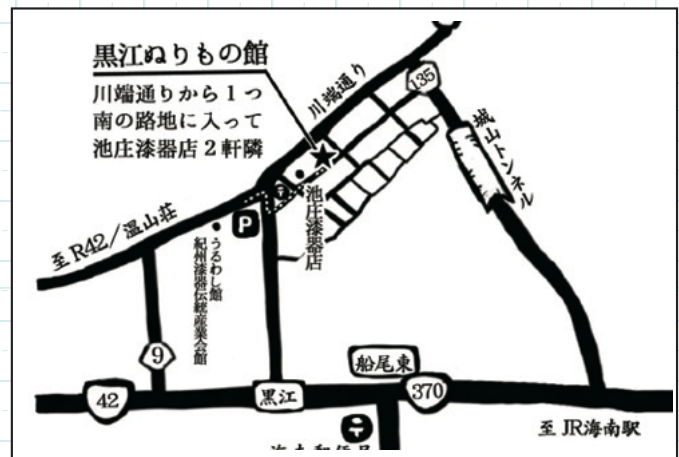 黒江ぬりもの館
川端通りから１つ
南の路地に入って
池庄漆器店２軒隣
川端通り
135
城山トンネル
池庄漆器店
P
至R42/温山荘
うるわし館
紀州漆器伝統産業会館
9
船尾東
42
黒江
370
至 JR海南駅